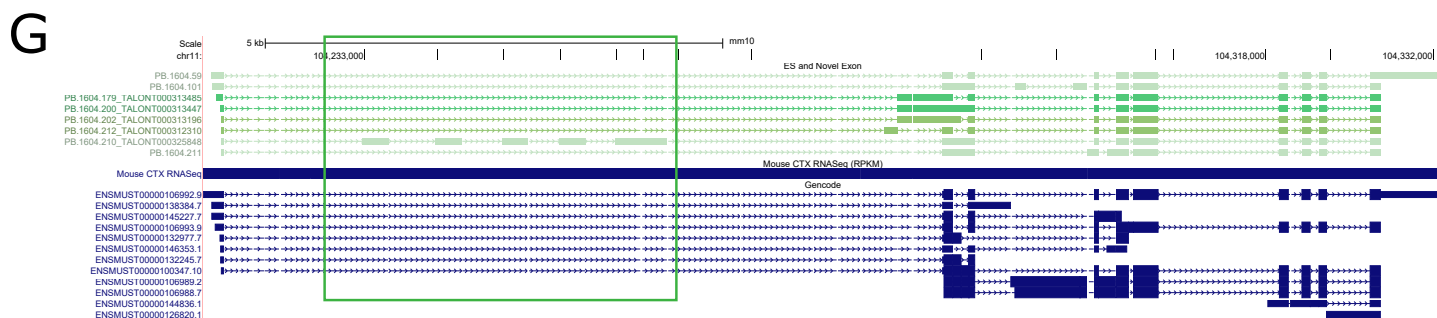 G
Scale 5 kb mm10
chr11: 104,233,000 104,318,000 104,332,000
ES and Novel Exon
PB.1604.59
PB.1604.101
PB.1604.179_TALONT000313485
PB.1604.200_TALONT000313447
PB.1604.202_TALONT000313196
PB.1604.212_TALONT000312310
PB.1604.210_TALONT000325848
PB.1604.211
Mouse CTX RNASeq (RPKM)
Mouse CTX RNASeq
Gencode
ENSMUST00000106992.9
ENSMUST00000138384.7
ENSMUST00000145227.7
ENSMUST00000106993.9
ENSMUST00000132977.7
ENSMUST00000146353.1
ENSMUST00000132245.7
ENSMUST00000100347.10
ENSMUST00000106989.2
ENSMUST00000106988.7
ENSMUST00000144836.1
ENSMUST00000126820.1